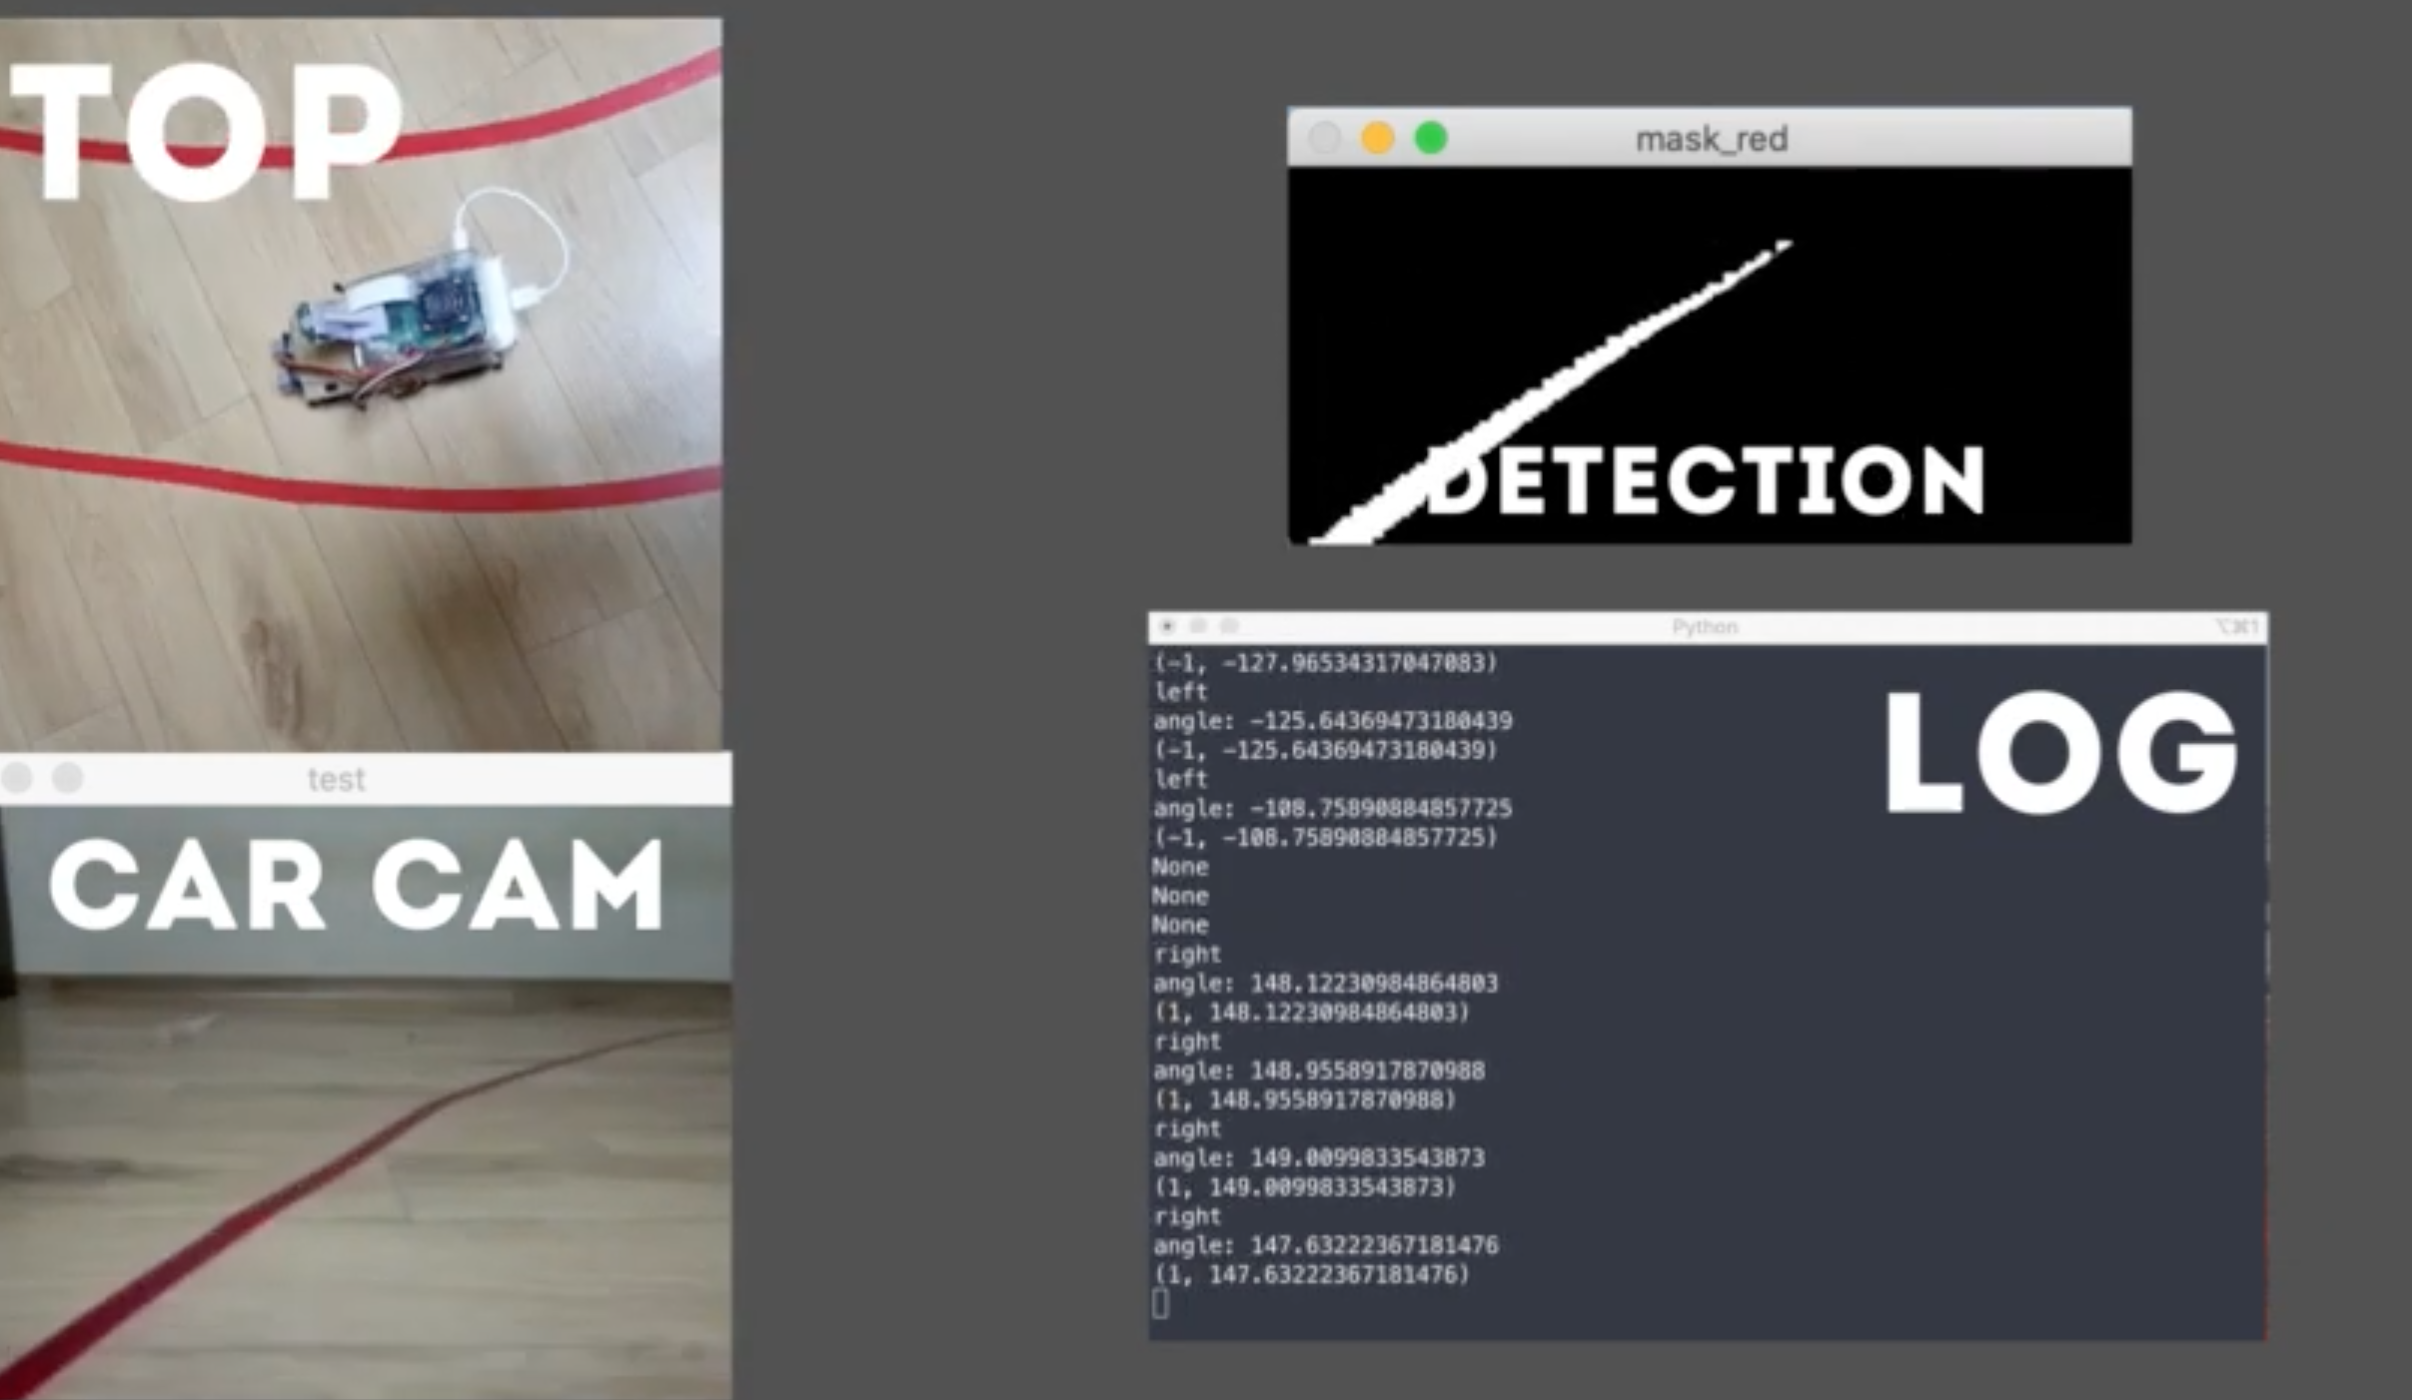 TOP
test
CAR CAM
mask_red
DETECTION
Python
⌥⌘1
LOG
(-1, -127.96534317047083)
left
angle: -125.64369473180439
(-1, -125.64369473180439)
left
angle: -108.75890884857725
(-1, -108.75890884857725)
None
None
None
right
angle: 148.12230984864803
(1, 148.12230984864803)
right
angle: 148.9558917870988
(1, 148.9558917870988)
right
angle: 149.0099833543873
(1, 149.0099833543873)
right
angle: 147.63222367181476
(1, 147.63222367181476)